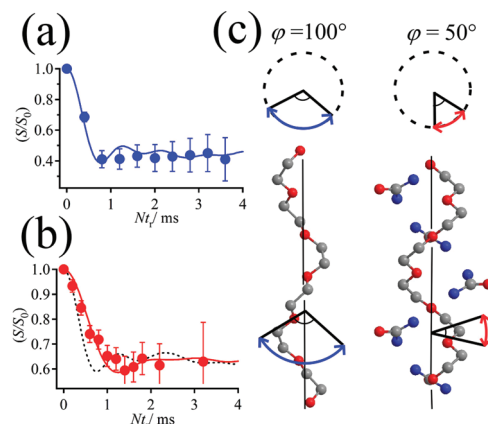 (a)
(S/S0)
1.0
0.8
0.6
0.4
0 1 2 3 4
Ntr/ ms
(b)
(S/S0)
1.0
0.9
0.8
0.7
0.6
0 1 2 3 4
Nt/ ms
(c)
φ =100°
φ = 50°